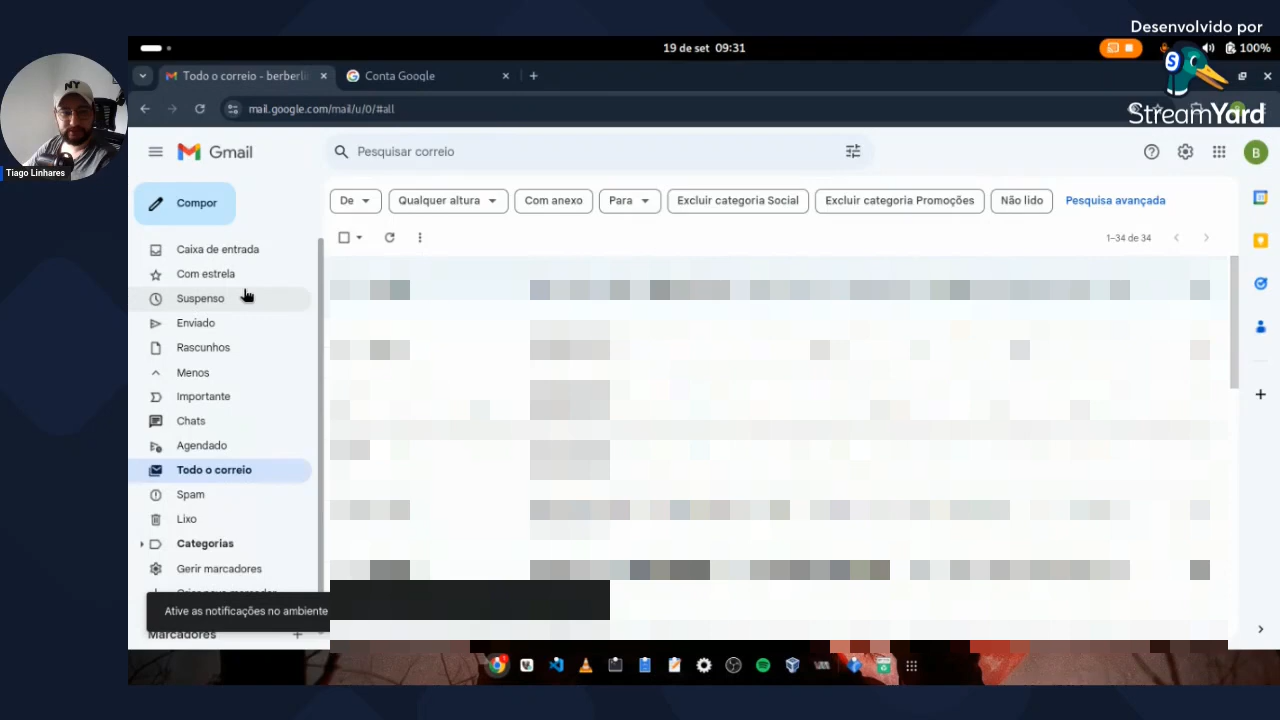 Desenvolvido por
StreamYard
19 de set 09:31
100%
Todo o correio - berberli
Conta Google
mail.google.com/mail/u/0/#all
NY
Tiago Linhares
Gmail
Pesquisar correio
B
Compor
De
Qualquer altura
Com anexo
Para
Excluir categoria Social
Excluir categoria Promoções
Não lido
Pesquisa avançada
1–34 de 34
Caixa de entrada
Com estrela
Suspenso
Enviado
Rascunhos
Menos
Importante
Chats
Agendado
Todo o correio
Spam
Lixo
Categorias
Gerir marcadores
Ative as notificações no ambiente
Marcadores